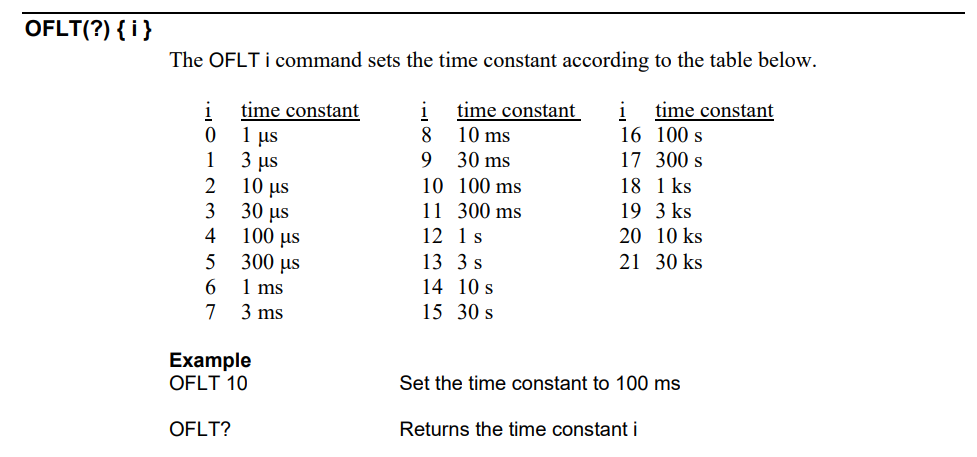 OFLT(?) { i }
The OFLT i command sets the time constant according to the table below.
i time constant i time constant i time constant
0 1 µs 8 10 ms 16 100 s
1 3 µs 9 30 ms 17 300 s
2 10 µs 10 100 ms 18 1 ks
3 30 µs 11 300 ms 19 3 ks
4 100 µs 12 1 s 20 10 ks
5 300 µs 13 3 s 21 30 ks
6 1 ms 14 10 s
7 3 ms 15 30 s
Example
OFLT 10 Set the time constant to 100 ms
OFLT? Returns the time constant i